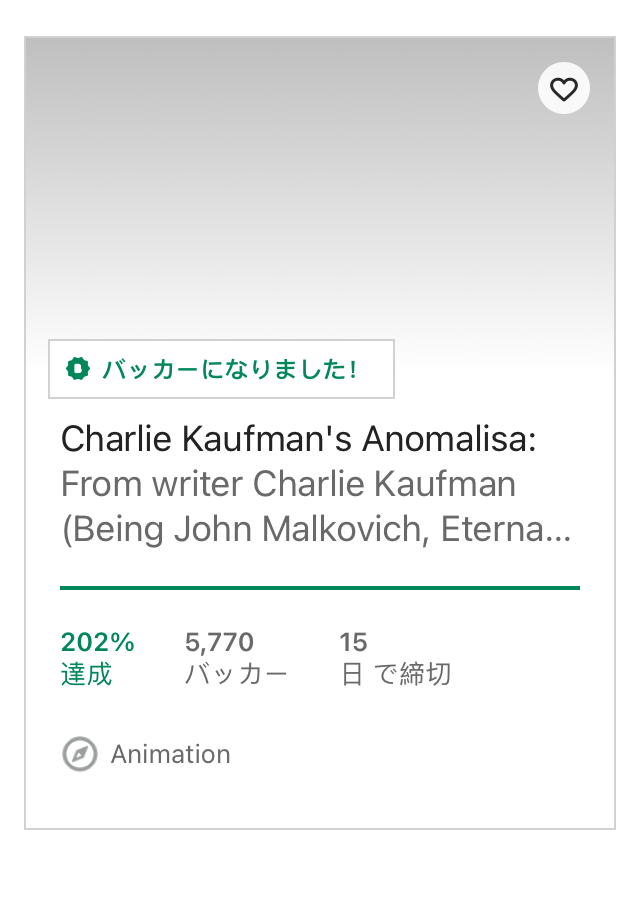 バッカーになりました!
Charlie Kaufman's Anomalisa:
From writer Charlie Kaufman
(Being John Malkovich, Eterna...
202% 5,770 15
達成 バッカー 日 で締切
Animation